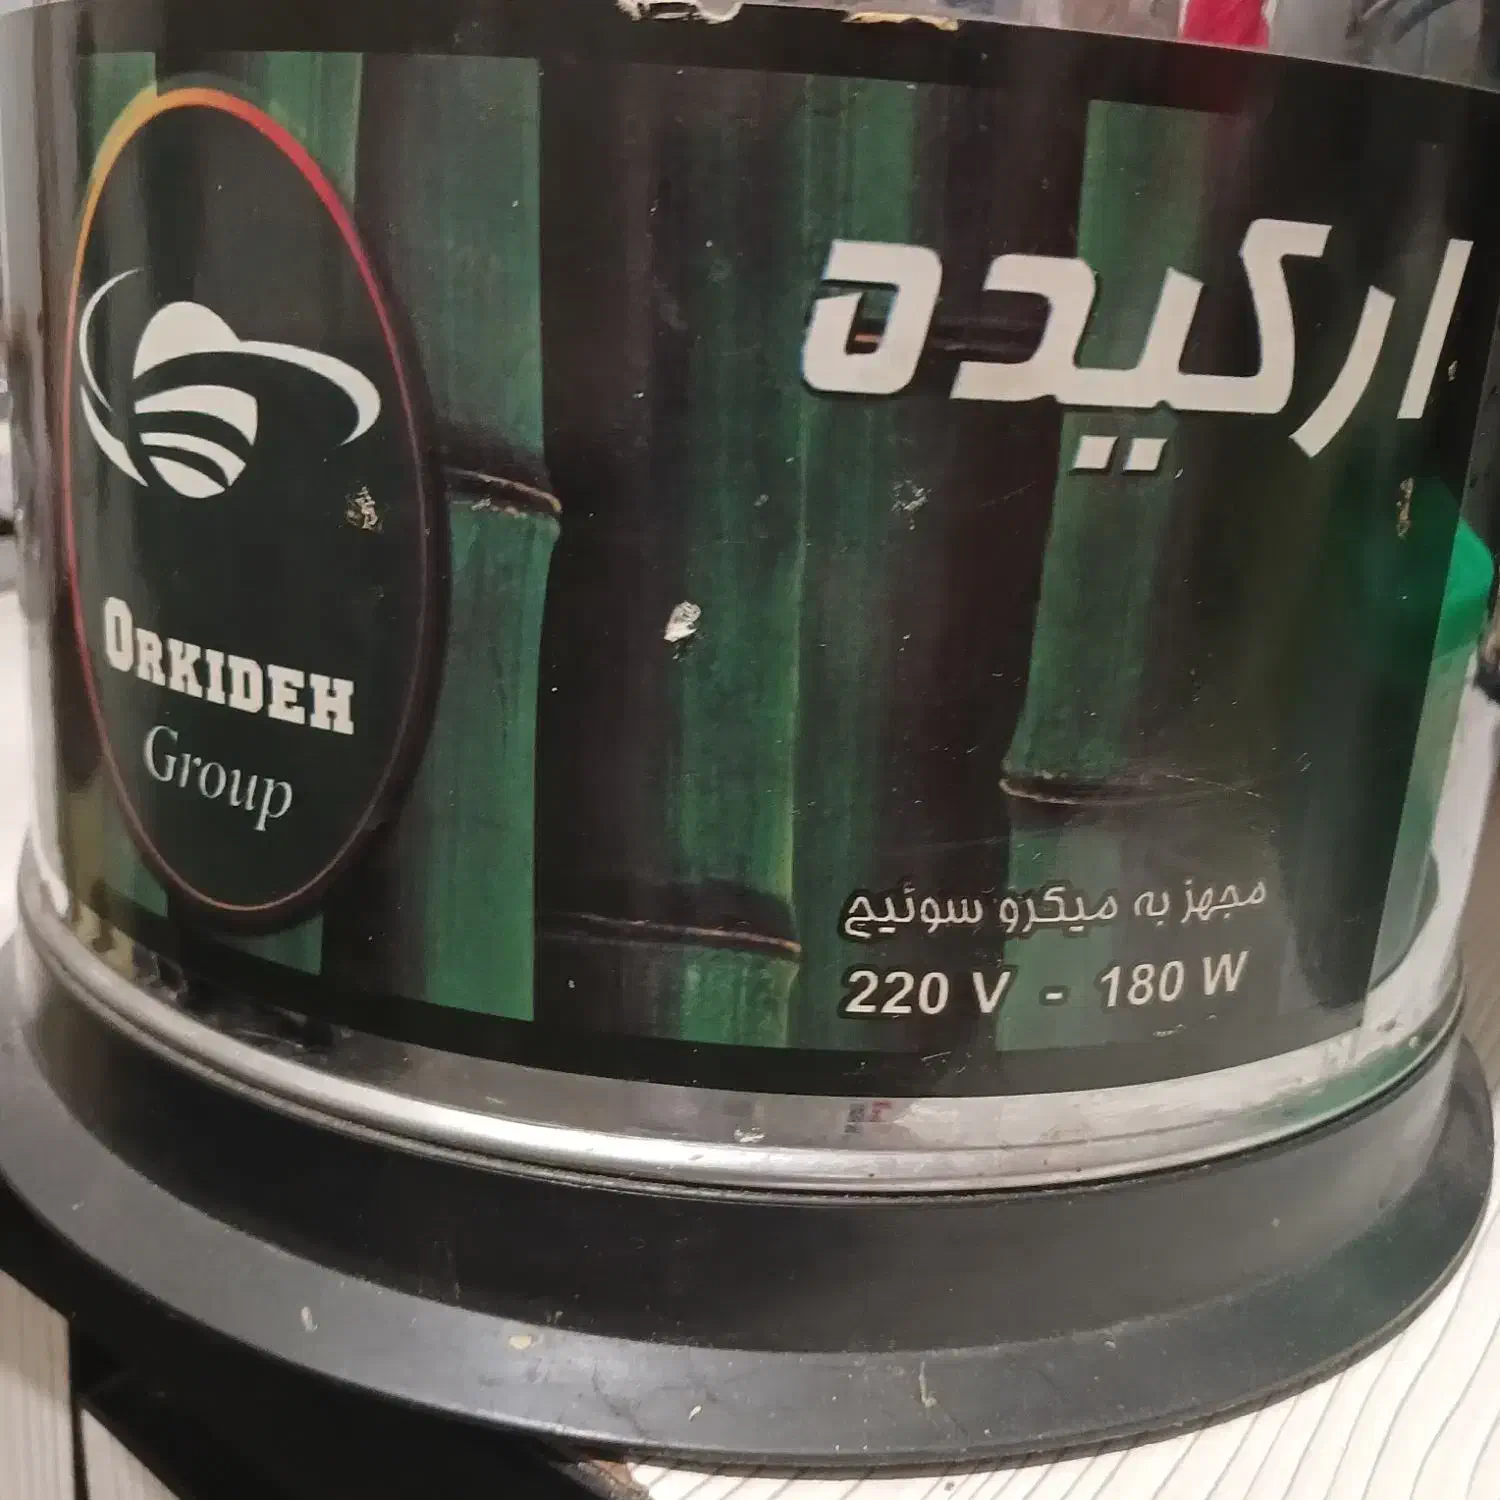 ارکیده
ORKIDEH
Group
مجهز به میکرو سوئیچ
220 V - 180 W